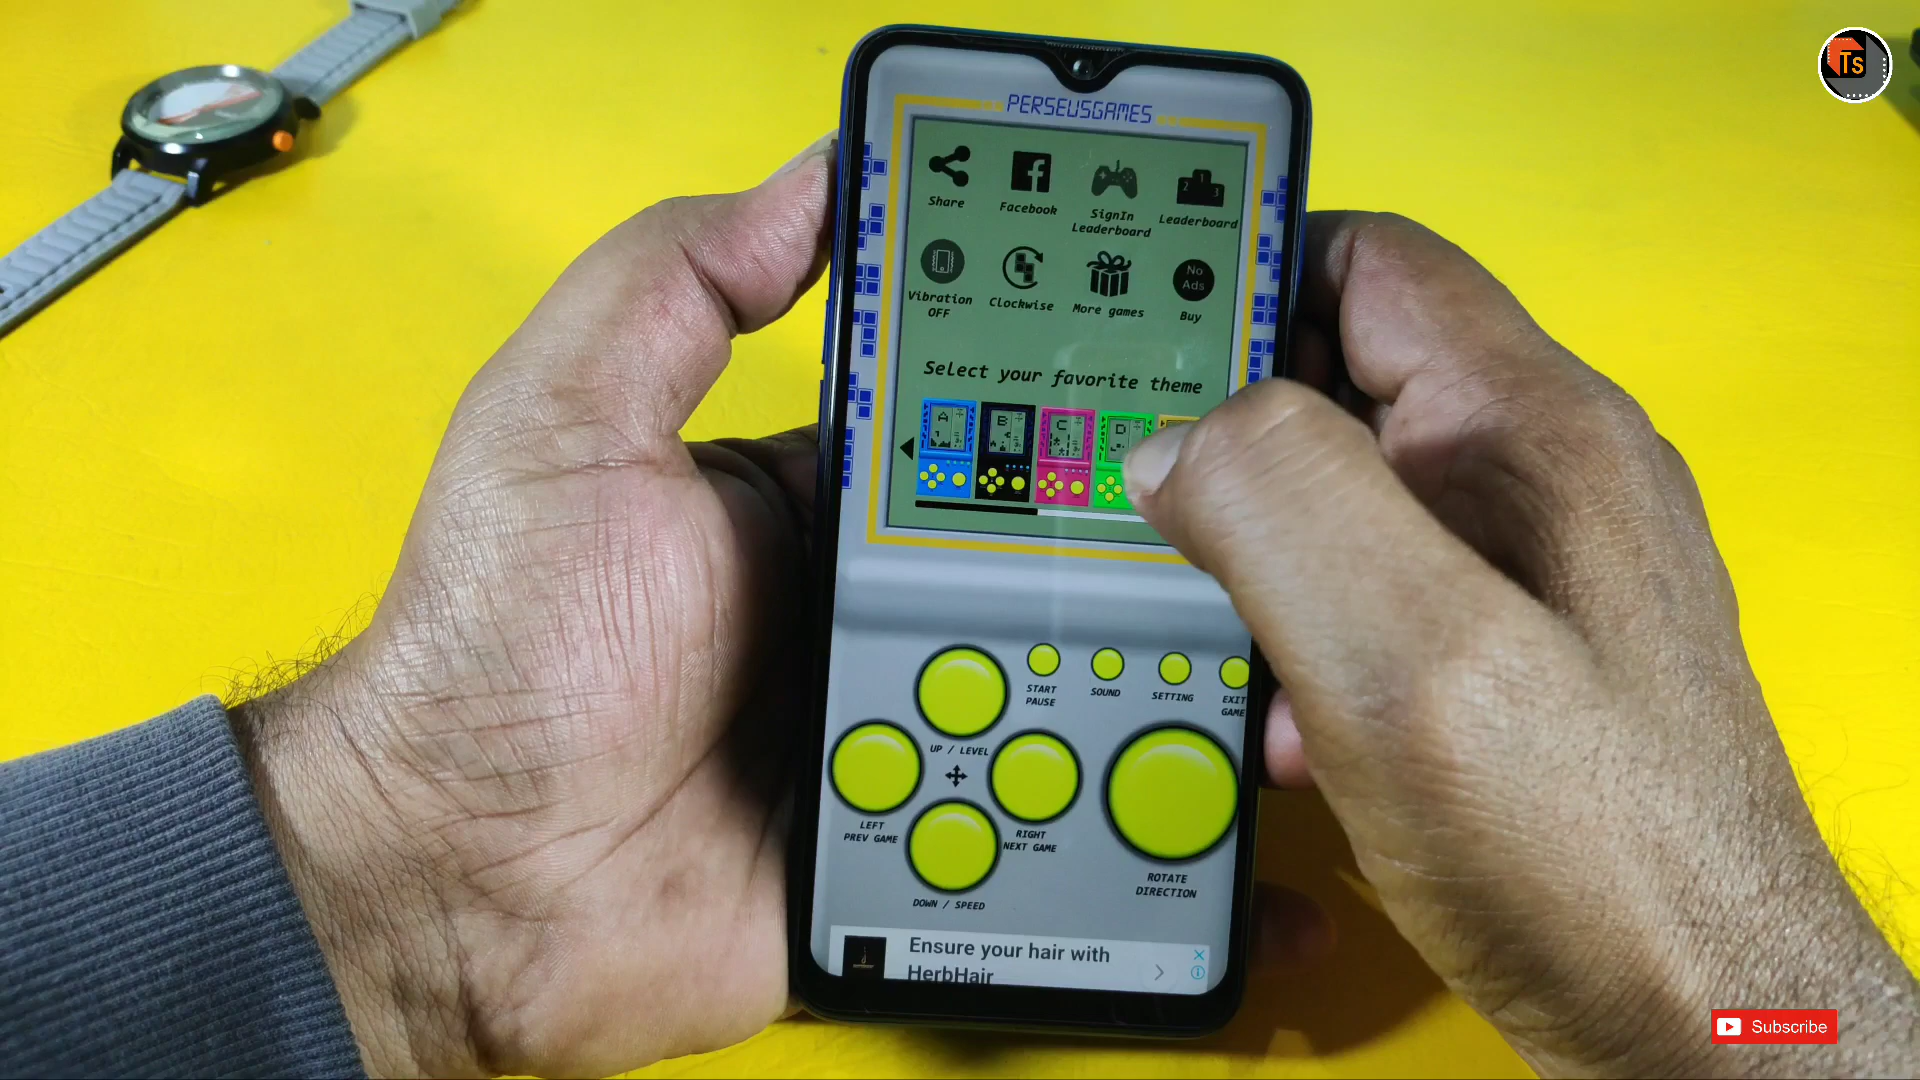 Ts
PERSEUSGAMES
Share
Facebook
SignIn
Leaderboard
Leaderboard
Vibration
OFF
Clockwise
More games
No
Ads
Buy
Select your favorite theme
A
B
C
D
START
PAUSE
SOUND
SETTING
EXIT
GAME
UP / LEVEL
LEFT
PREV GAME
RIGHT
NEXT GAME
DOWN / SPEED
ROTATE
DIRECTION
Ensure your hair with
HerbHair
Subscribe